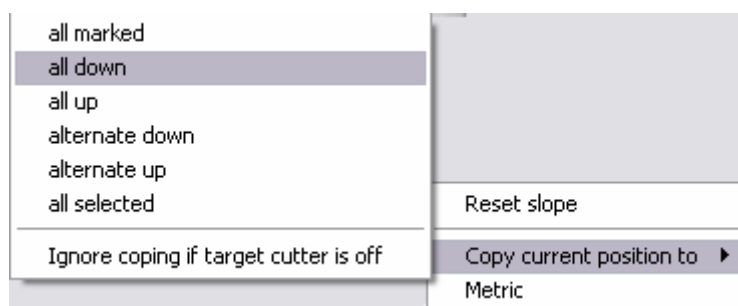 all marked
all down
all up
alternate down
alternate up
all selected
Ignore coping if target cutter is off
Reset slope
Copy current position to
Metric